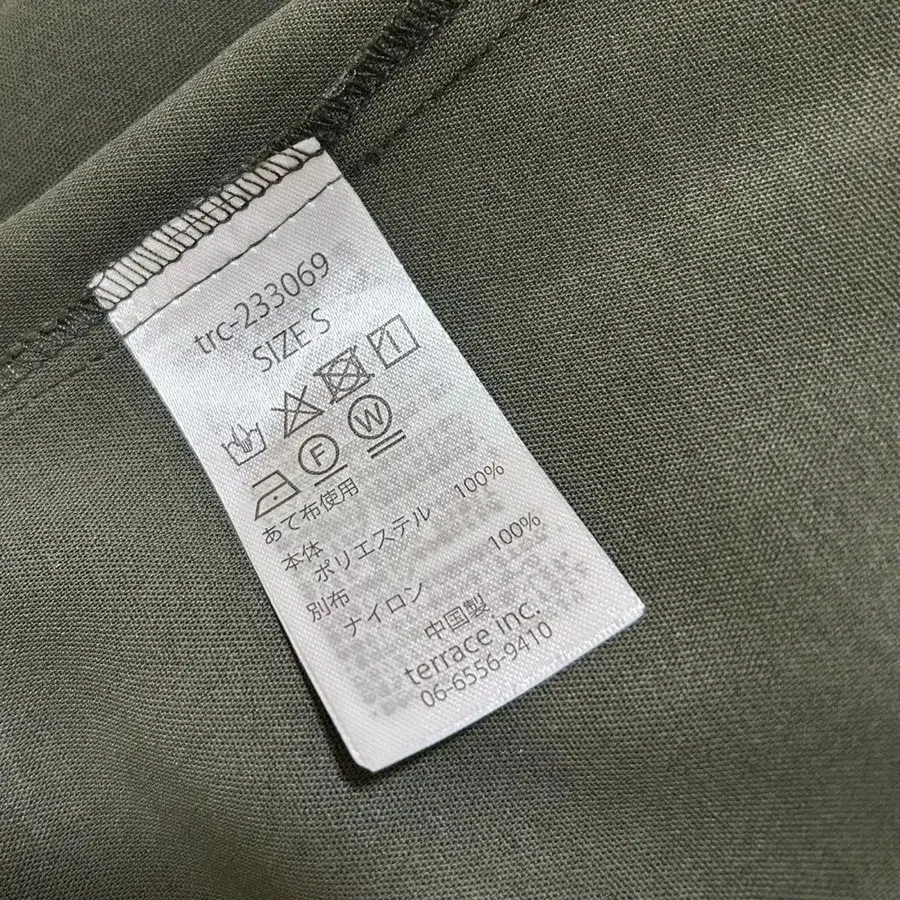 trc-233069
SIZE S
F W
あて布使用
本体
ポリエステル 100%
別布
ナイロン 100%
中国製
terrace inc.
06-6556-9410